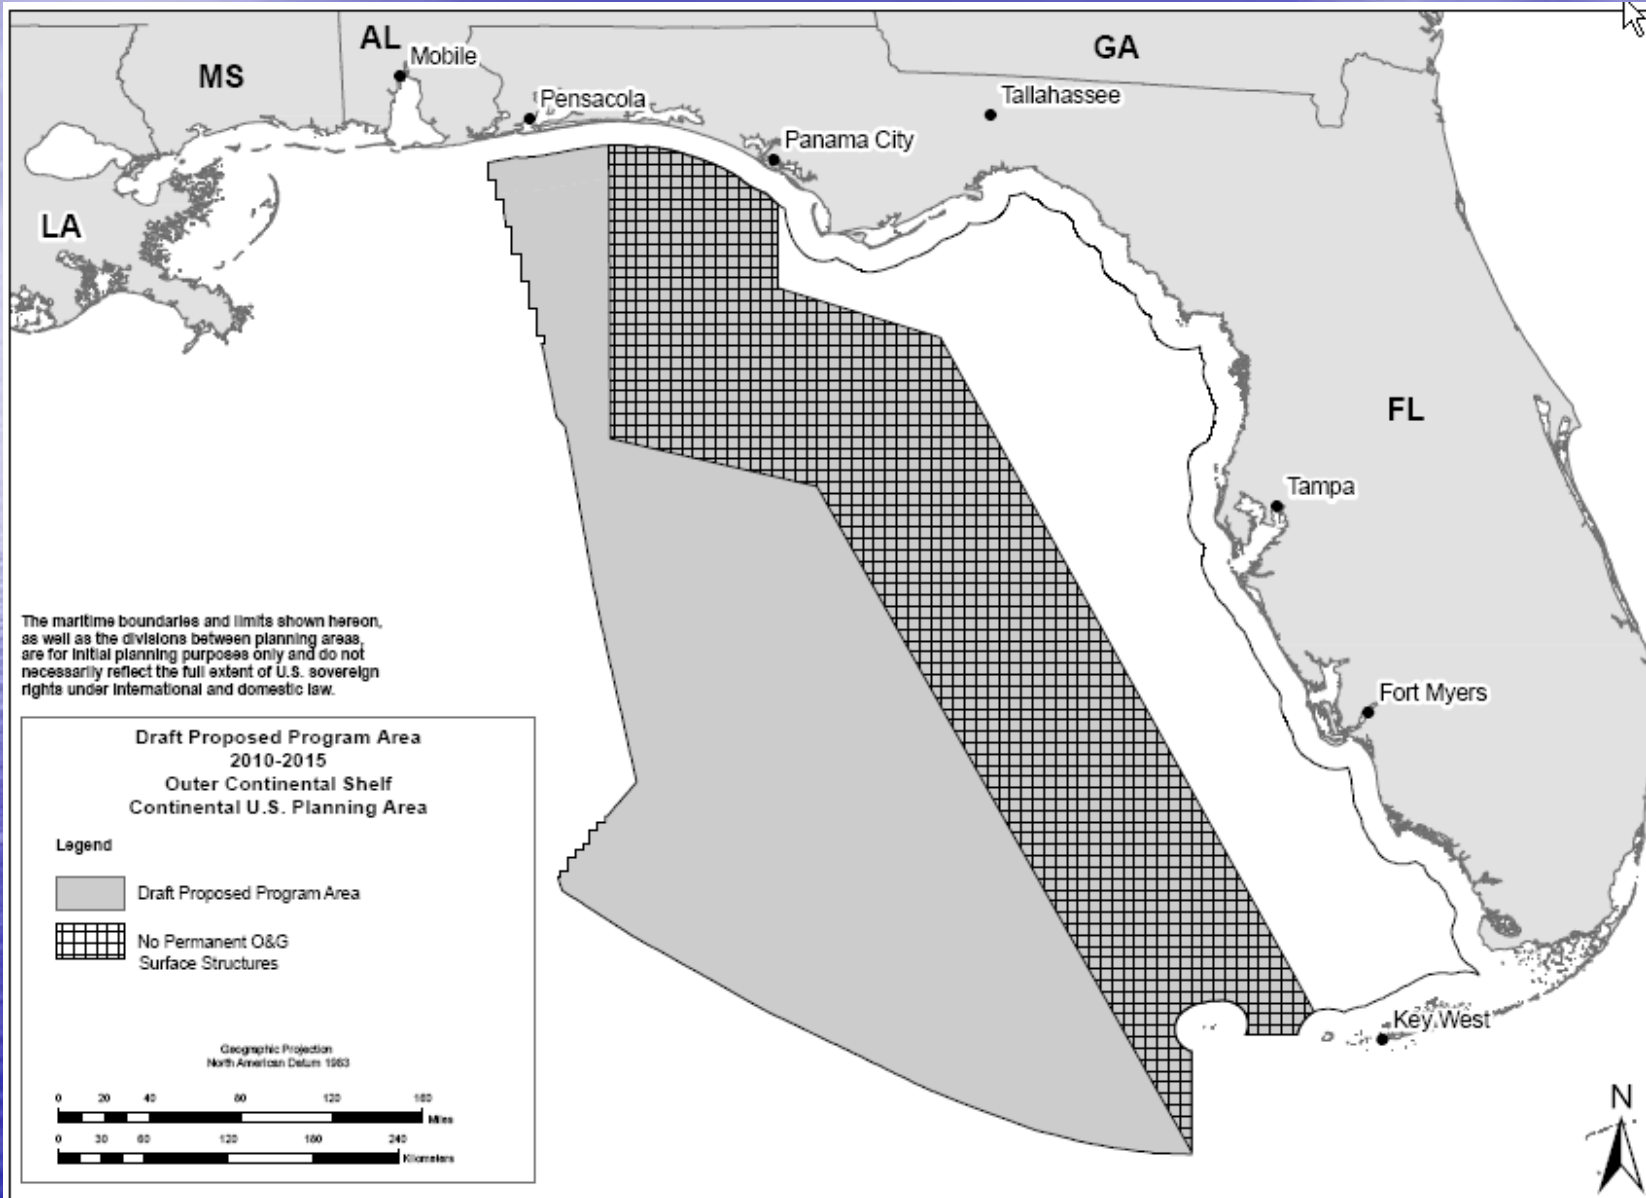 AL
Mobile
MS
GA
Pensacola
Tallahassee
Panama City
LA
FL
Tampa
Fort Myers
Key West
The maritime boundaries and limits shown hereon,
as well as the divisions between planning areas,
are for initial planning purposes only and do not
necessarily reflect the full extent of U.S. sovereign
rights under international and domestic law.
Draft Proposed Program Area
2010-2015
Outer Continental Shelf
Continental U.S. Planning Area
Legend
Draft Proposed Program Area
No Permanent O&G
Surface Structures
Geographic Projection
North American Datum 1983
0 20 40 80 120 160
Miles
0 30 60 120 180 240
Kilometers
N